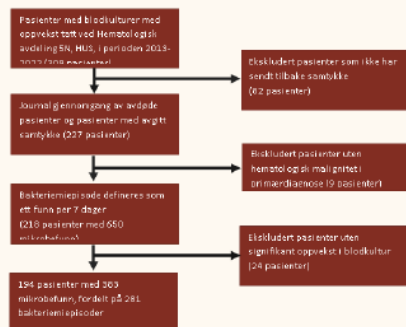 Pasienter med blodkulturer med
oppvekst tatt ved Hematologisk
avdeling SN, HUS, i perioden 2013-
pasienter)
Ekskludert pasienter som ikke har
sendt tilbake samtykke
(82 pasienter)
Journalgjennomgang av avdøde
pasienter og pasienter med avgitt
samtykke (227 pasienter)
Ekskludert pasienter uten
hematologisk malignitet i
primærdiagnose (9 pasienter)
Bakteriemiepisode defineres som
ett funn per 7 dager
(218 pasienter med 650
mikrobefunn)
Ekskludert pasienter uten
signifikant oppvekst i blodkultur
(24 pasienter)
194 pasienter med
mikrobefunn, fordelt på 281
bakteriemiepisoder